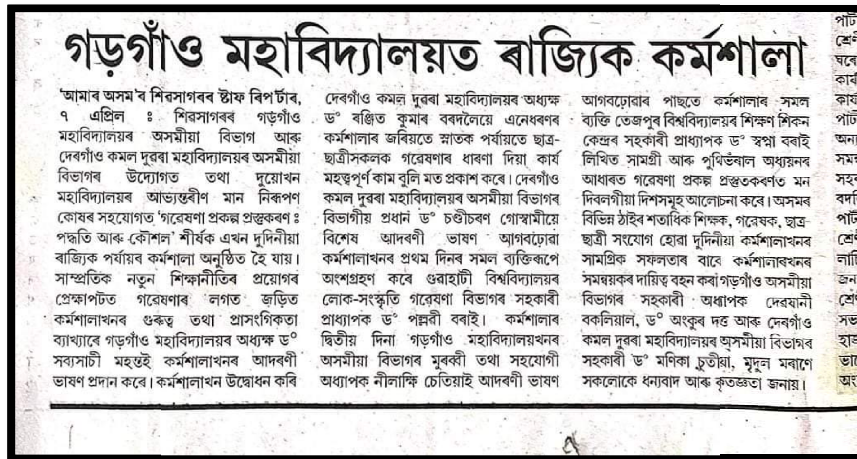 গড়গাঁও মহাবিদ্যালয়ত ৰাজ্যিক কৰ্মশালা
'আমাৰ অসম'ৰ শিৱসাগৰৰ ষ্টাফ ৰিপৰ্টাৰ,
৭ এপ্ৰিল : শিৱসাগৰৰ গড়গাঁও
মহাবিদ্যালয়ৰ অসমীয়া বিভাগ আৰু
দেৰগাঁও কমল দুৱৰা মহাবিদ্যালয়ৰ অসমীয়া
বিভাগৰ উদ্যোগত তথা দুয়োখন
মহাবিদ্যালয়ৰ আভ্যন্তৰীণ মান নিৰূপণ
কোষৰ সহযোগত 'গৱেষণা প্ৰকল্প প্ৰস্তুকৰণ :
পদ্ধতি আৰু কৌশল' শীৰ্ষক এখন দুদিনীয়া
ৰাজ্যিক পৰ্যায়ৰ কৰ্মশালা অনুষ্ঠিত হৈ যায়।
সাম্প্ৰতিক নতুন শিক্ষানীতিৰ প্ৰয়োগৰ
প্ৰেক্ষাপটত গৱেষণাৰ লগত জড়িত
কৰ্মশালাখনৰ গুৰুত্ব তথা প্ৰাসংগিকতা
ব্যাখ্যাৰে গড়গাঁও মহাবিদ্যালয়ৰ অধ্যক্ষ ড°
সব্যসাচী মহন্তই কৰ্মশালাখনৰ আদৰণী
ভাষণ প্ৰদান কৰে। কৰ্মশালাখন উদ্বোধন কৰি
দেৰগাঁও কমল দুৱৰা মহাবিদ্যালয়ৰ অধ্যক্ষ
ড° ৰঞ্জিত কুমাৰ বৰদলৈয়ে এনেধৰণৰ
কৰ্মশালাৰ জৰিয়তে স্নাতক পৰ্যায়তে ছাত্ৰ-
ছাত্ৰীসকলক গৱেষণাৰ ধাৰণা দিয়া কাৰ্য
মহত্বপূৰ্ণ কাম বুলি মত প্ৰকাশ কৰে। দেৰগাঁও
কমল দুৱৰা মহাবিদ্যালয়ৰ অসমীয়া বিভাগৰ
বিভাগীয় প্ৰধান ড° চণ্ডীচৰণ গোস্বামীয়ে
বিশেষ আদৰণী ভাষণ আগবঢ়োৱা
কৰ্মশালাখনৰ প্ৰথম দিনৰ সমল ব্যক্তিৰূপে
অংশগ্ৰহণ কৰে গুৱাহাটী বিশ্ববিদ্যালয়ৰ
লোক-সংস্কৃতি গৱেষণা বিভাগৰ সহকাৰী
প্ৰাধ্যাপক ড° পল্লৱী বৰাই। কৰ্মশালাৰ
দ্বিতীয় দিনা গড়গাঁও মহাবিদ্যালয়খনৰ
অসমীয়া বিভাগৰ মুৰব্বী তথা সহযোগী
অধ্যাপক নীলাক্ষি চেতিয়াই আদৰণী ভাষণ
আগবঢ়োৱাৰ পাছতে কৰ্মশালাৰ সমল
ব্যক্তি তেজপুৰ বিশ্ববিদ্যালয়ৰ শিক্ষণ শিকন
কেন্দ্ৰৰ সহকাৰী প্ৰাধ্যাপক ড° স্বপ্না বৰাই
লিখিত সামগ্ৰী আৰু পুথিভঁৰাল অধ্যয়নৰ
আধাৰত গৱেষণা প্ৰকল্প প্ৰস্তুতকৰণত মন
দিবলগীয়া দিশসমূহ আলোচনা কৰে। অসমৰ
বিভিন্ন ঠাইৰ শতাধিক শিক্ষক, গৱেষক, ছাত্ৰ-
ছাত্ৰী সংযোগ হোৱা দুদিনীয়া কৰ্মশালাখনৰ
সামগ্ৰিক সফলতাৰ বাবে কৰ্মশালাৰখনৰ
সমন্বয়কৰ দায়িত্ব বহন কৰা গড়গাঁও অসমীয়া
বিভাগৰ সহকাৰী অধ্যাপক দেৱযানী
বকলিয়াল, ড° অংকুৰ দত্ত আৰু দেৰগাঁও
কমল দুৱৰা মহাবিদ্যালয়ৰ অসমীয়া বিভাগৰ
সহকাৰী ড° মণিকা চুতীয়া, মৃদুল মৰাণে
সকলোকে ধন্যবাদ আৰু কৃতজ্ঞতা জনায়।